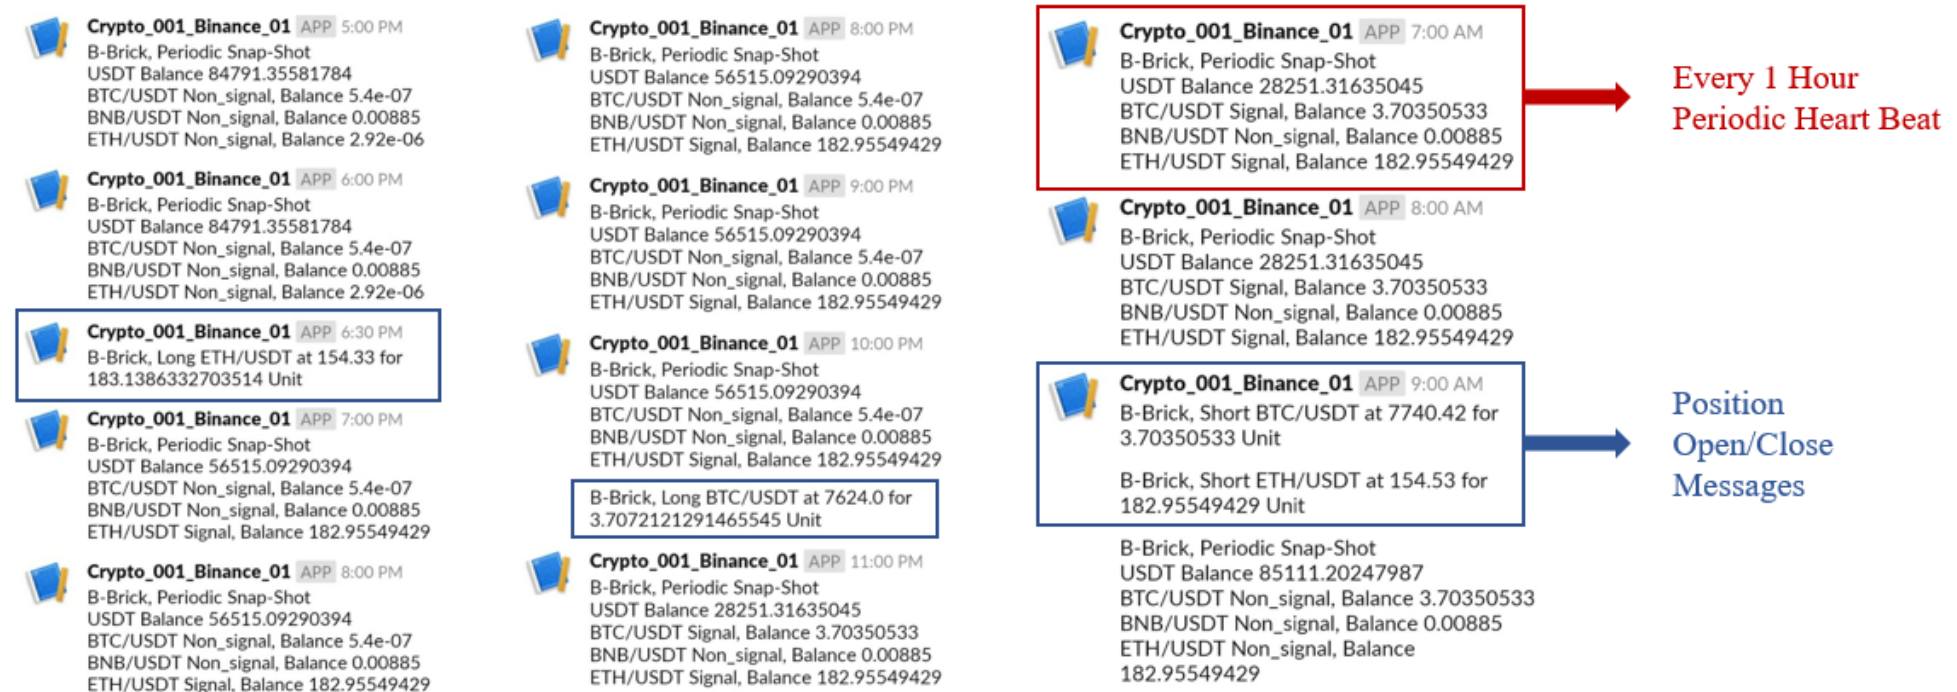 Crypto_001_Binance_01 APP 5:00 PM
B-Brick, Periodic Snap-Shot
USDT Balance 84791.35581784
BTC/USDT Non_signal, Balance 5.4e-07
BNB/USDT Non_signal, Balance 0.00885
ETH/USDT Non_signal, Balance 2.92e-06
Crypto_001_Binance_01 APP 6:00 PM
B-Brick, Periodic Snap-Shot
USDT Balance 84791.35581784
BTC/USDT Non_signal, Balance 5.4e-07
BNB/USDT Non_signal, Balance 0.00885
ETH/USDT Non_signal, Balance 2.92e-06
Crypto_001_Binance_01 APP 6:30 PM
B-Brick, Long ETH/USDT at 154.33 for
183.1386332703514 Unit
Crypto_001_Binance_01 APP 7:00 PM
B-Brick, Periodic Snap-Shot
USDT Balance 56515.09290394
BTC/USDT Non_signal, Balance 5.4e-07
BNB/USDT Non_signal, Balance 0.00885
ETH/USDT Signal, Balance 182.95549429
Crypto_001_Binance_01 APP 8:00 PM
B-Brick, Periodic Snap-Shot
USDT Balance 56515.09290394
BTC/USDT Non_signal, Balance 5.4e-07
BNB/USDT Non_signal, Balance 0.00885
ETH/USDT Signal, Balance 182.95549429
Crypto_001_Binance_01 APP 8:00 PM
B-Brick, Periodic Snap-Shot
USDT Balance 56515.09290394
BTC/USDT Non_signal, Balance 5.4e-07
BNB/USDT Non_signal, Balance 0.00885
ETH/USDT Signal, Balance 182.95549429
Crypto_001_Binance_01 APP 9:00 PM
B-Brick, Periodic Snap-Shot
USDT Balance 56515.09290394
BTC/USDT Non_signal, Balance 5.4e-07
BNB/USDT Non_signal, Balance 0.00885
ETH/USDT Signal, Balance 182.95549429
Crypto_001_Binance_01 APP 10:00 PM
B-Brick, Periodic Snap-Shot
USDT Balance 56515.09290394
BTC/USDT Non_signal, Balance 5.4e-07
BNB/USDT Non_signal, Balance 0.00885
ETH/USDT Signal, Balance 182.95549429
B-Brick, Long BTC/USDT at 7624.0 for
3.7072121291465545 Unit
Crypto_001_Binance_01 APP 11:00 PM
B-Brick, Periodic Snap-Shot
USDT Balance 28251.31635045
BTC/USDT Signal, Balance 3.70350533
BNB/USDT Non_signal, Balance 0.00885
ETH/USDT Signal, Balance 182.95549429
Crypto_001_Binance_01 APP 7:00 AM
B-Brick, Periodic Snap-Shot
USDT Balance 28251.31635045
BTC/USDT Signal, Balance 3.70350533
BNB/USDT Non_signal, Balance 0.00885
ETH/USDT Signal, Balance 182.95549429
Crypto_001_Binance_01 APP 8:00 AM
B-Brick, Periodic Snap-Shot
USDT Balance 28251.31635045
BTC/USDT Signal, Balance 3.70350533
BNB/USDT Non_signal, Balance 0.00885
ETH/USDT Signal, Balance 182.95549429
Crypto_001_Binance_01 APP 9:00 AM
B-Brick, Short BTC/USDT at 7740.42 for
3.70350533 Unit
B-Brick, Short ETH/USDT at 154.53 for
182.95549429 Unit
B-Brick, Periodic Snap-Shot
USDT Balance 85111.20247987
BTC/USDT Non_signal, Balance 3.70350533
BNB/USDT Non_signal, Balance 0.00885
ETH/USDT Non_signal, Balance
182.95549429
Every 1 Hour
Periodic Heart Beat
Position
Open/Close
Messages